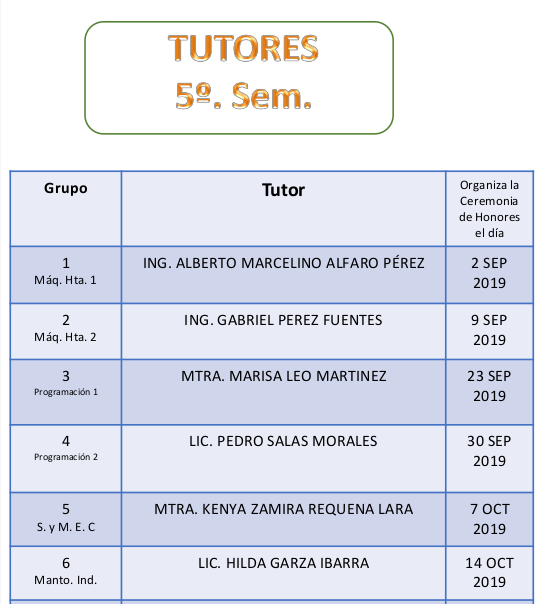 TUTORES
5º. Sem.
Grupo
Tutor
Organiza la
Ceremonia
de Honores
el día
1
Máq. Hta. 1
ING. ALBERTO MARCELINO ALFARO PÉREZ
2 SEP
2019
2
Máq. Hta. 2
ING. GABRIEL PEREZ FUENTES
9 SEP
2019
3
Programación 1
MTRA. MARISA LEO MARTINEZ
23 SEP
2019
4
Programación 2
LIC. PEDRO SALAS MORALES
30 SEP
2019
5
S. y M. E. C
MTRA. KENYA ZAMIRA REQUENA LARA
7 OCT
2019
6
Manto. Ind.
LIC. HILDA GARZA IBARRA
14 OCT
2019